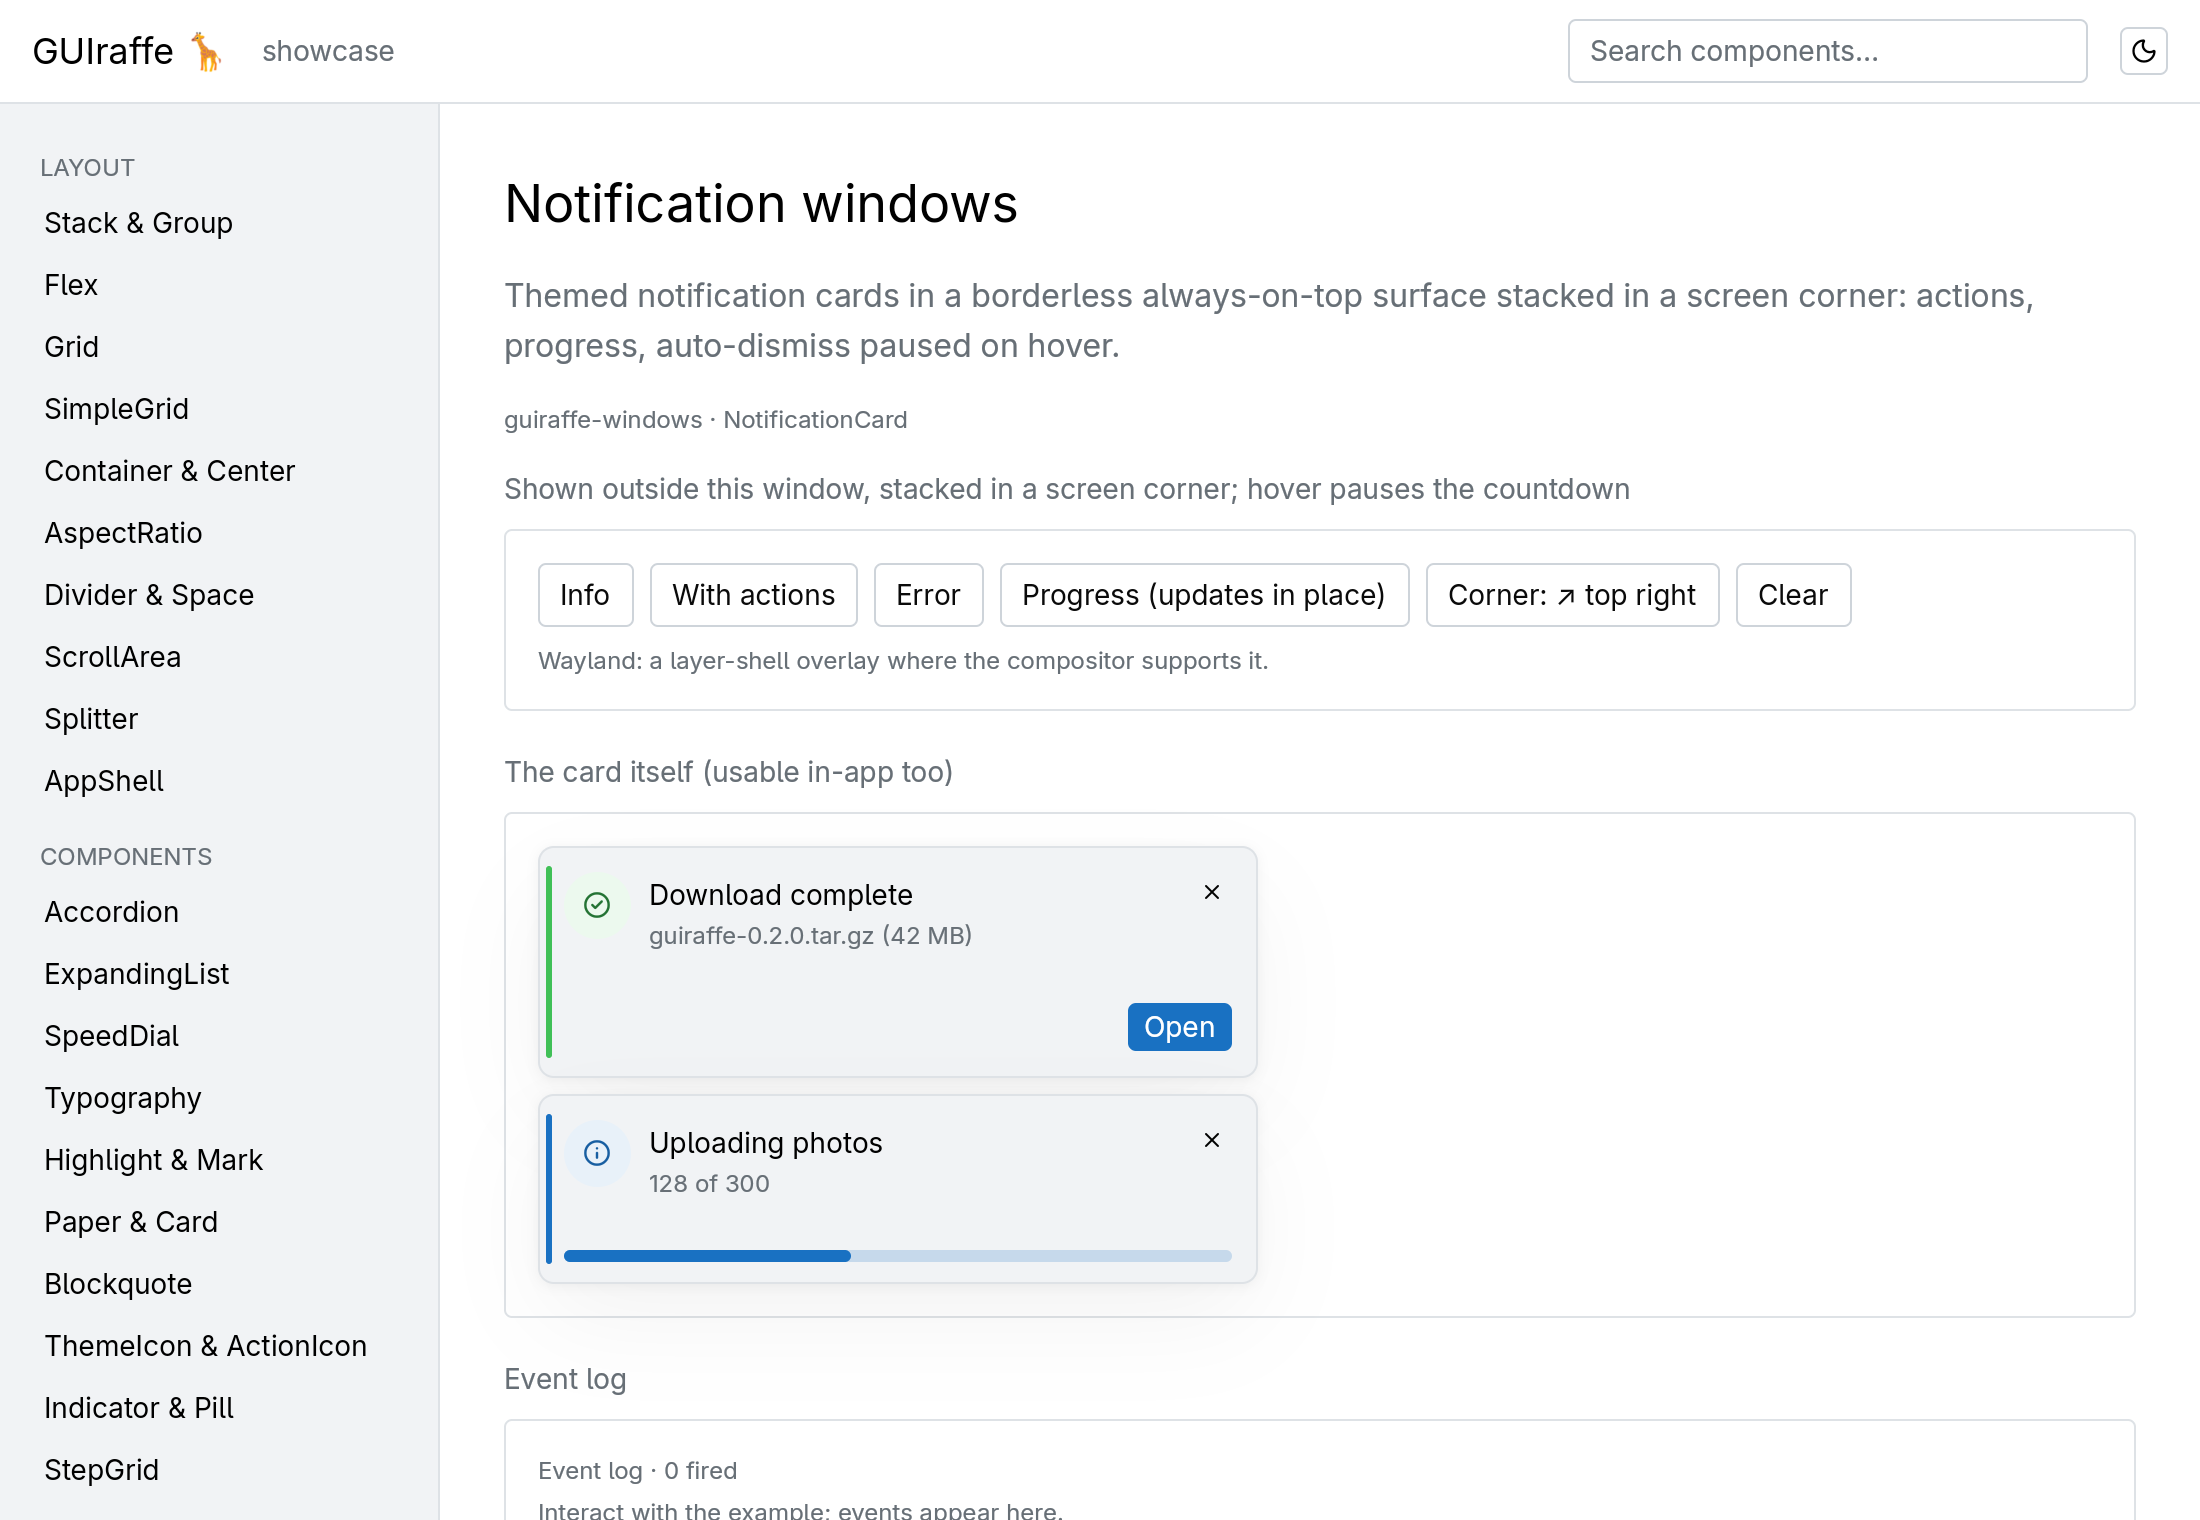 GUIraffe 🦒 showcase
Search components...
LAYOUT
Stack & Group
Flex
Grid
SimpleGrid
Container & Center
AspectRatio
Divider & Space
ScrollArea
Splitter
AppShell
COMPONENTS
Accordion
ExpandingList
SpeedDial
Typography
Highlight & Mark
Paper & Card
Blockquote
ThemeIcon & ActionIcon
Indicator & Pill
StepGrid
Notification windows
Themed notification cards in a borderless always-on-top surface stacked in a screen corner: actions,
progress, auto-dismiss paused on hover.
guiraffe-windows · NotificationCard
Shown outside this window, stacked in a screen corner; hover pauses the countdown
Info
With actions
Error
Progress (updates in place)
Corner: ↗ top right
Clear
Wayland: a layer-shell overlay where the compositor supports it.
The card itself (usable in-app too)
Download complete
guiraffe-0.2.0.tar.gz (42 MB)
Open
Uploading photos
128 of 300
Event log
Event log · 0 fired
Interact with the example; events appear here.